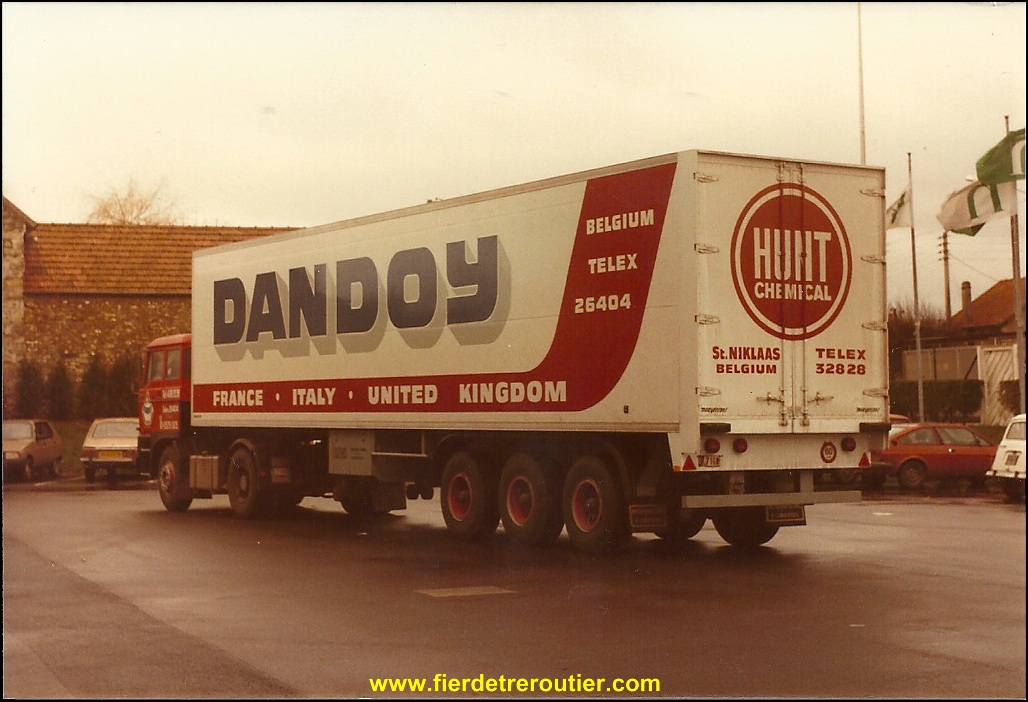 DANDOY
FRANCE · ITALY · UNITED KINGDOM
BELGIUM
TELEX
26404
HUNT
CHEMICAL
St. NIKLAAS
BELGIUM
TELEX
32828
www.fierdetreroutier.com